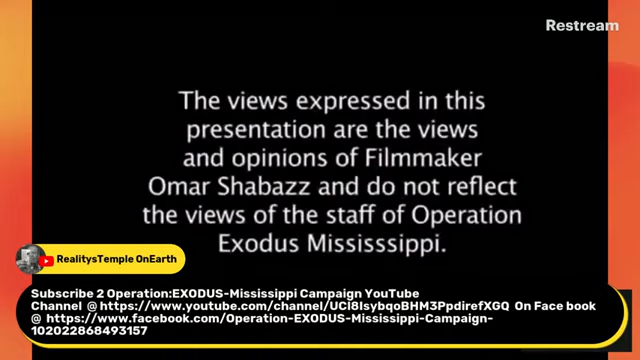 Restream
The views expressed in this
presentation are the views
and opinions of Filmmaker
Omar Shabazz and do not reflect
the views of the staff of Operation
Exodus Mississsippi.
RealitysTemple OnEarth
Subscribe 2 Operation:EXODUS-Mississippi Campaign YouTube
Channel @ https://www.youtube.com/channel/UCi8IsybqoBHM3PpdirefXGQ On Face book
@ https://www.facebook.com/Operation-EXODUS-Mississippi-Campaign-
102022868493157